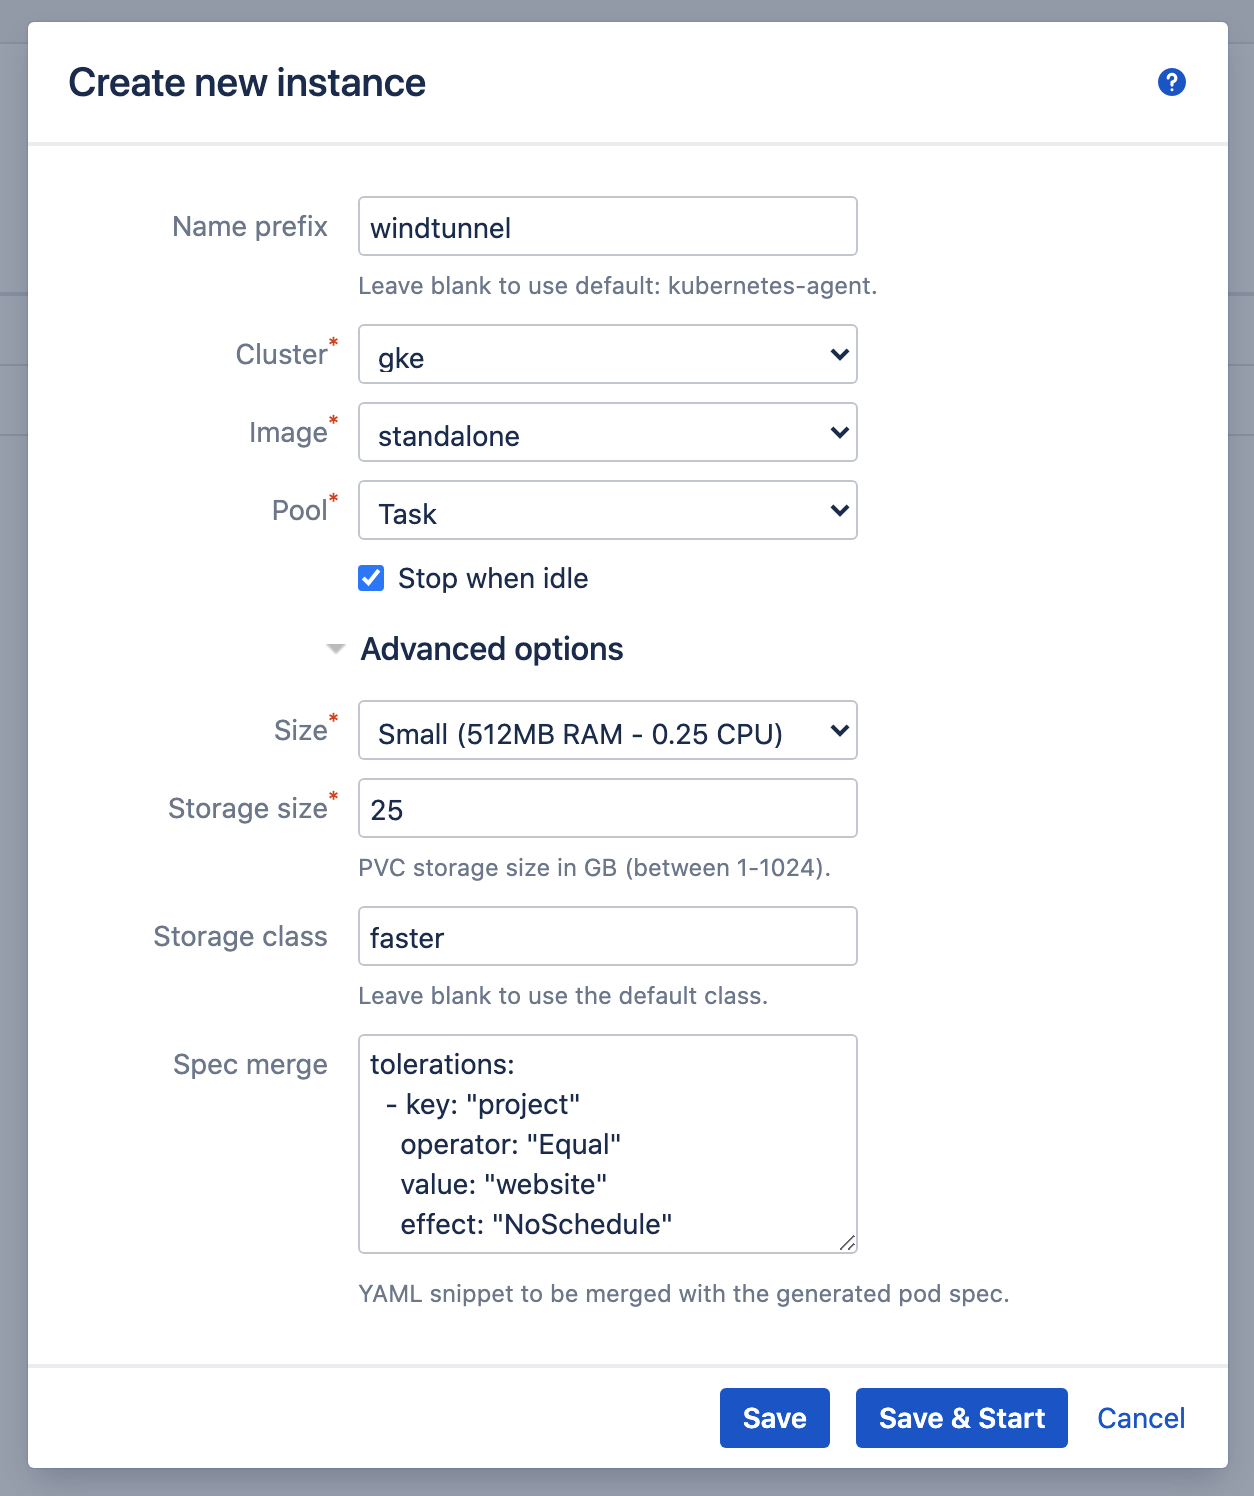 Create new instance
?
Name prefix
windtunnel
Leave blank to use default: kubernetes-agent.
Cluster*
gke
Image*
standalone
Pool*
Task
Stop when idle
Advanced options
Size*
Small (512MB RAM - 0.25 CPU)
Storage size*
25
PVC storage size in GB (between 1-1024).
Storage class
faster
Leave blank to use the default class.
Spec merge
tolerations:
  - key: "project"
    operator: "Equal"
    value: "website"
    effect: "NoSchedule"
YAML snippet to be merged with the generated pod spec.
Save
Save & Start
Cancel